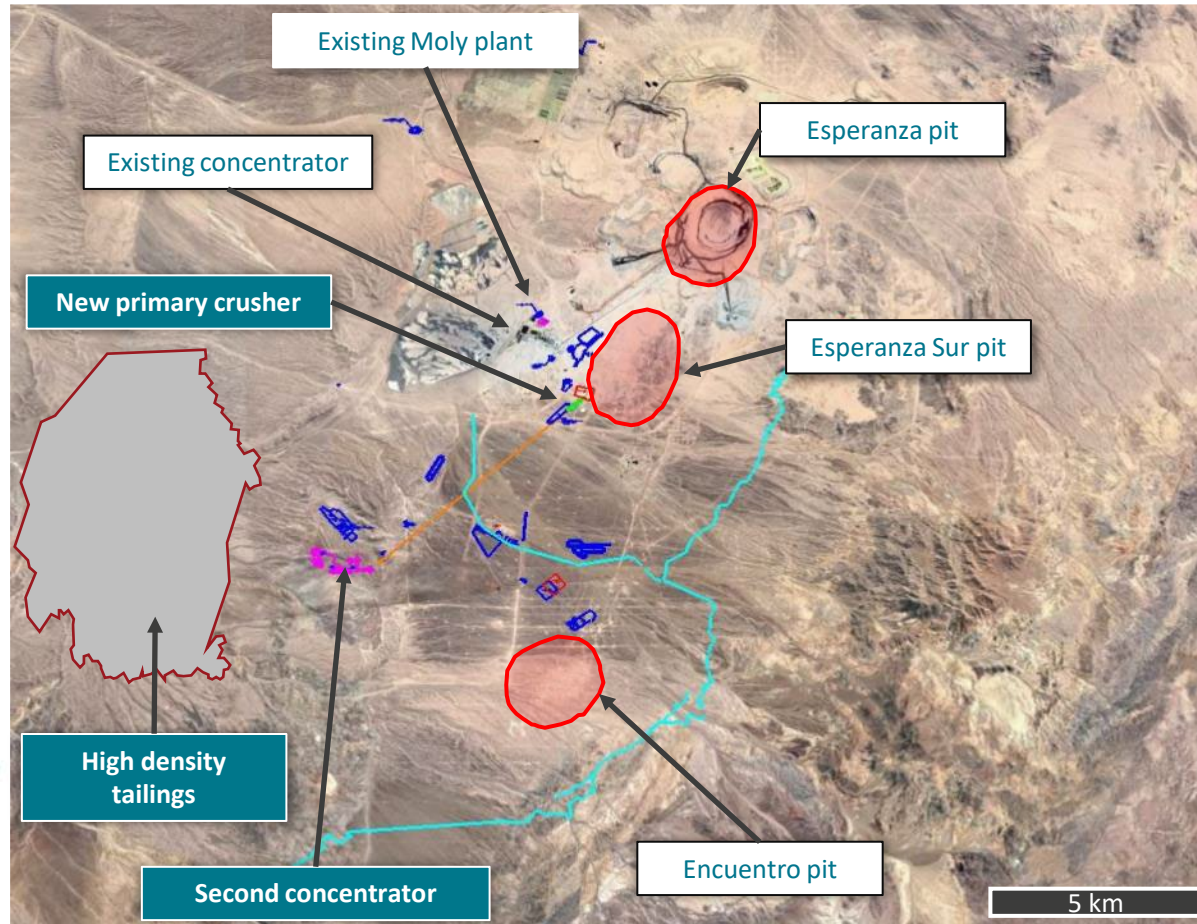 Existing Moly plant
Esperanza pit
Existing concentrator
New primary crusher
Esperanza Sur pit
High density
tailings
Second concentrator
Encuentro pit
5 km